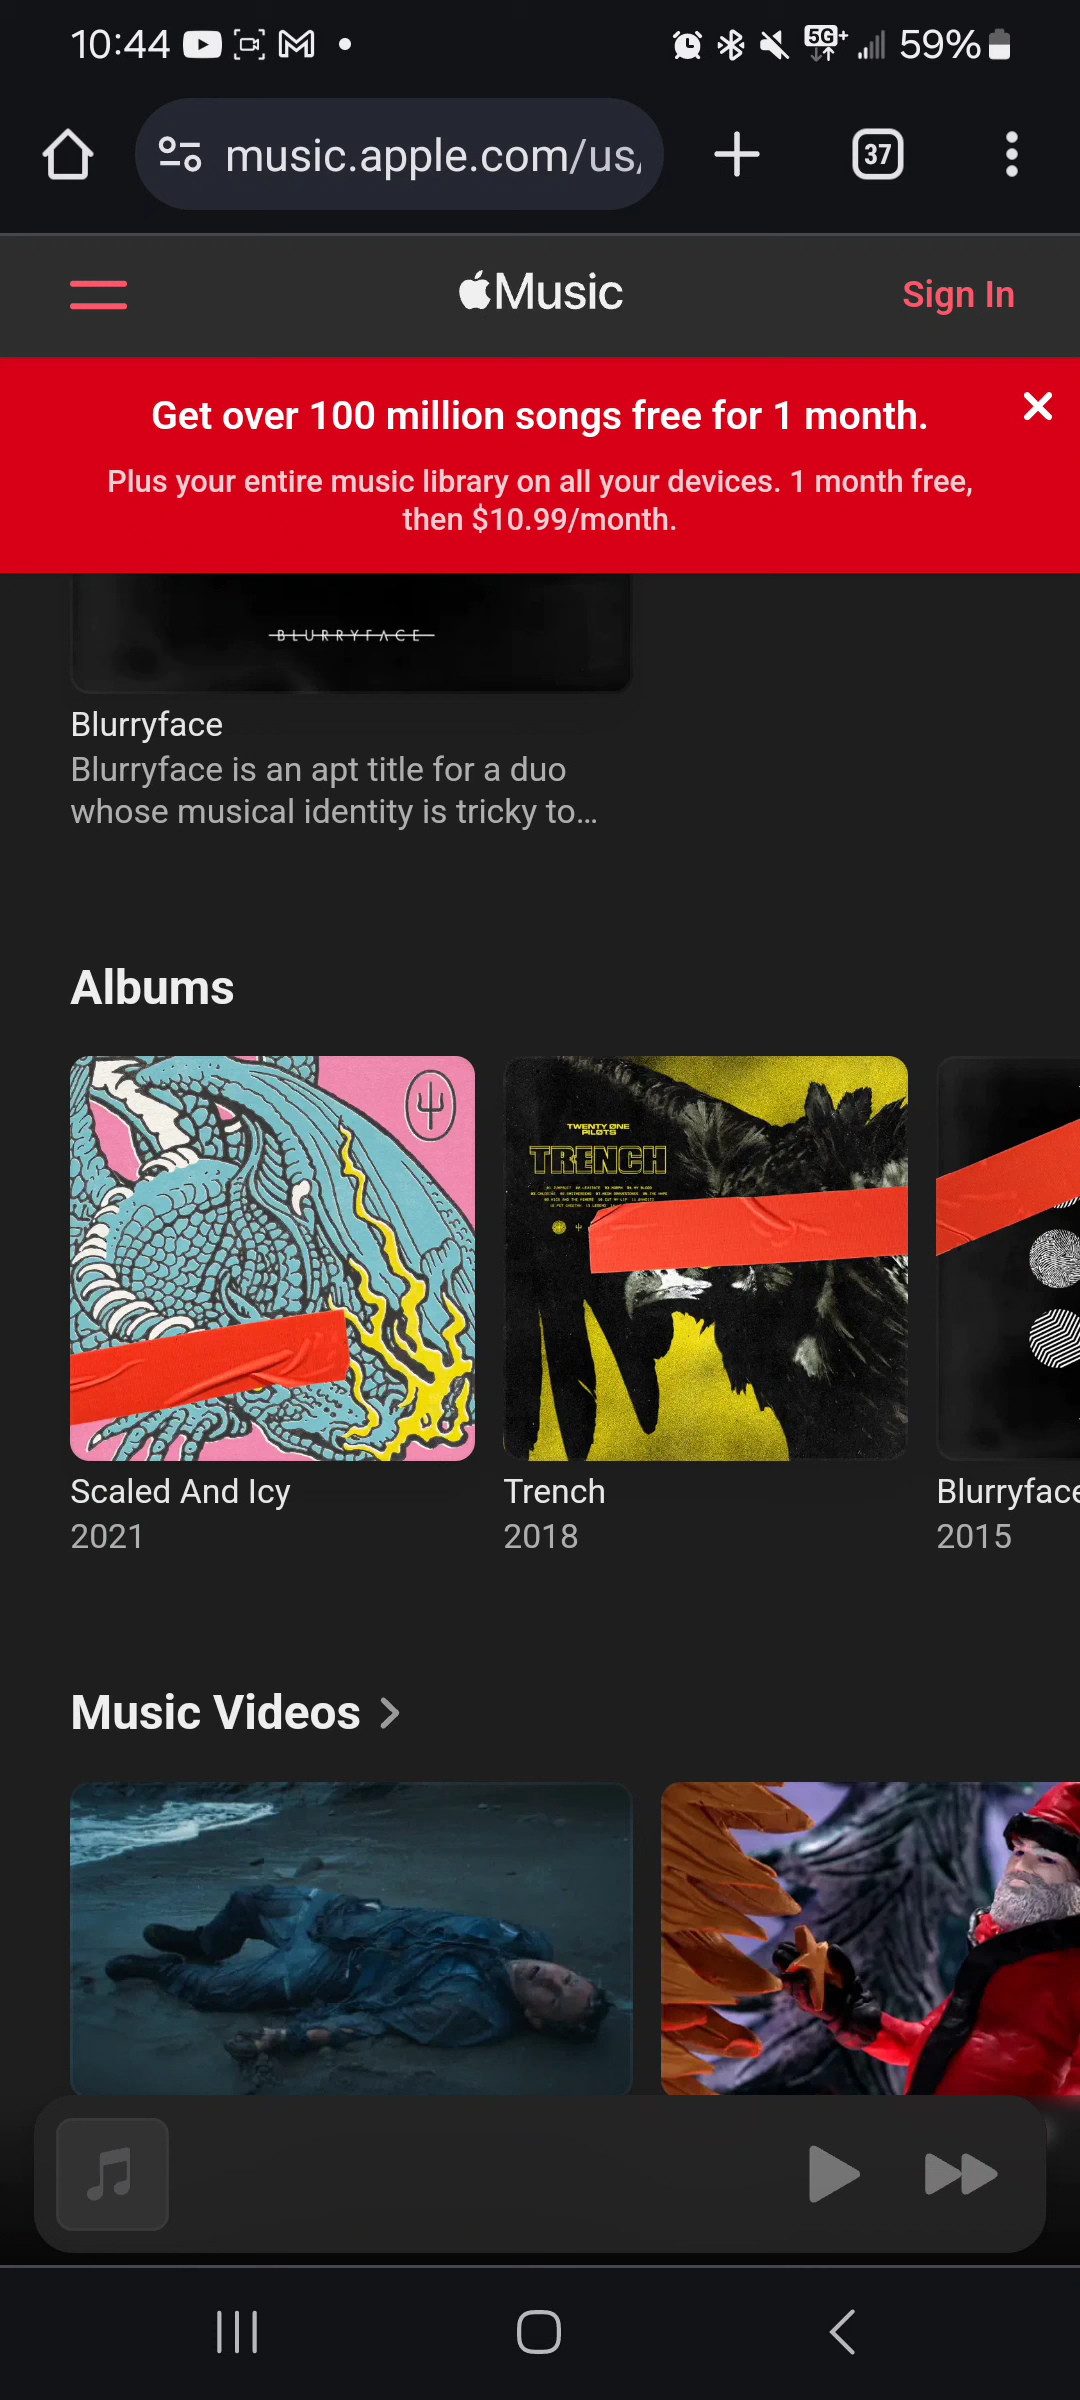 10:44
5G+
59%
music.apple.com/us/
37
Music
Sign In
Get over 100 million songs free for 1 month.
Plus your entire music library on all your devices. 1 month free,
then $10.99/month.
BLURRYFACE
Blurryface
Blurryface is an apt title for a duo
whose musical identity is tricky to...
Albums
TWENTY ONE
PILOTS
TRENCH
Scaled And Icy
2021
Trench
2018
Blurryface
2015
Music Videos